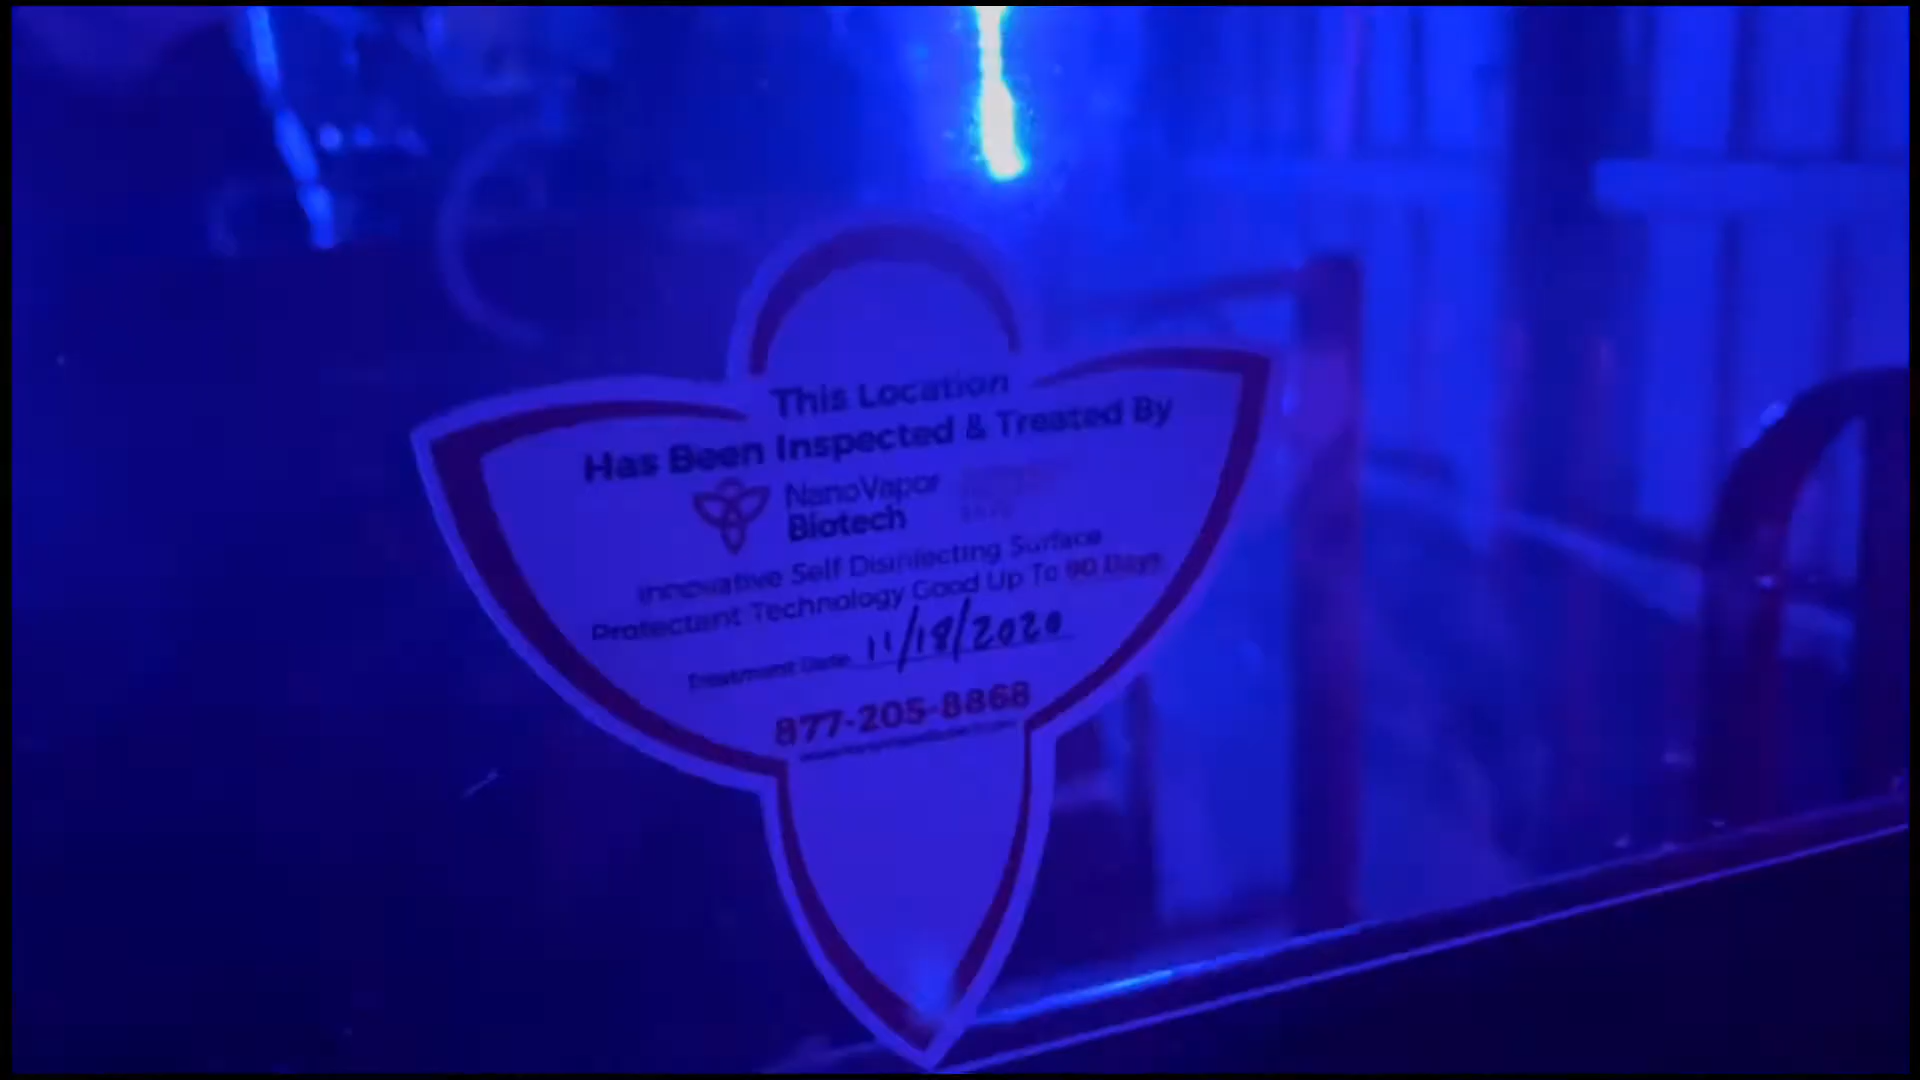 This Location
Has Been Inspected & Treated By
NanoVapor
Biotech
Innovative Self Disinfecting Surface
Protectant Technology Good Up To 90 Days
Treatment Date 11/18/2020
877-205-8868